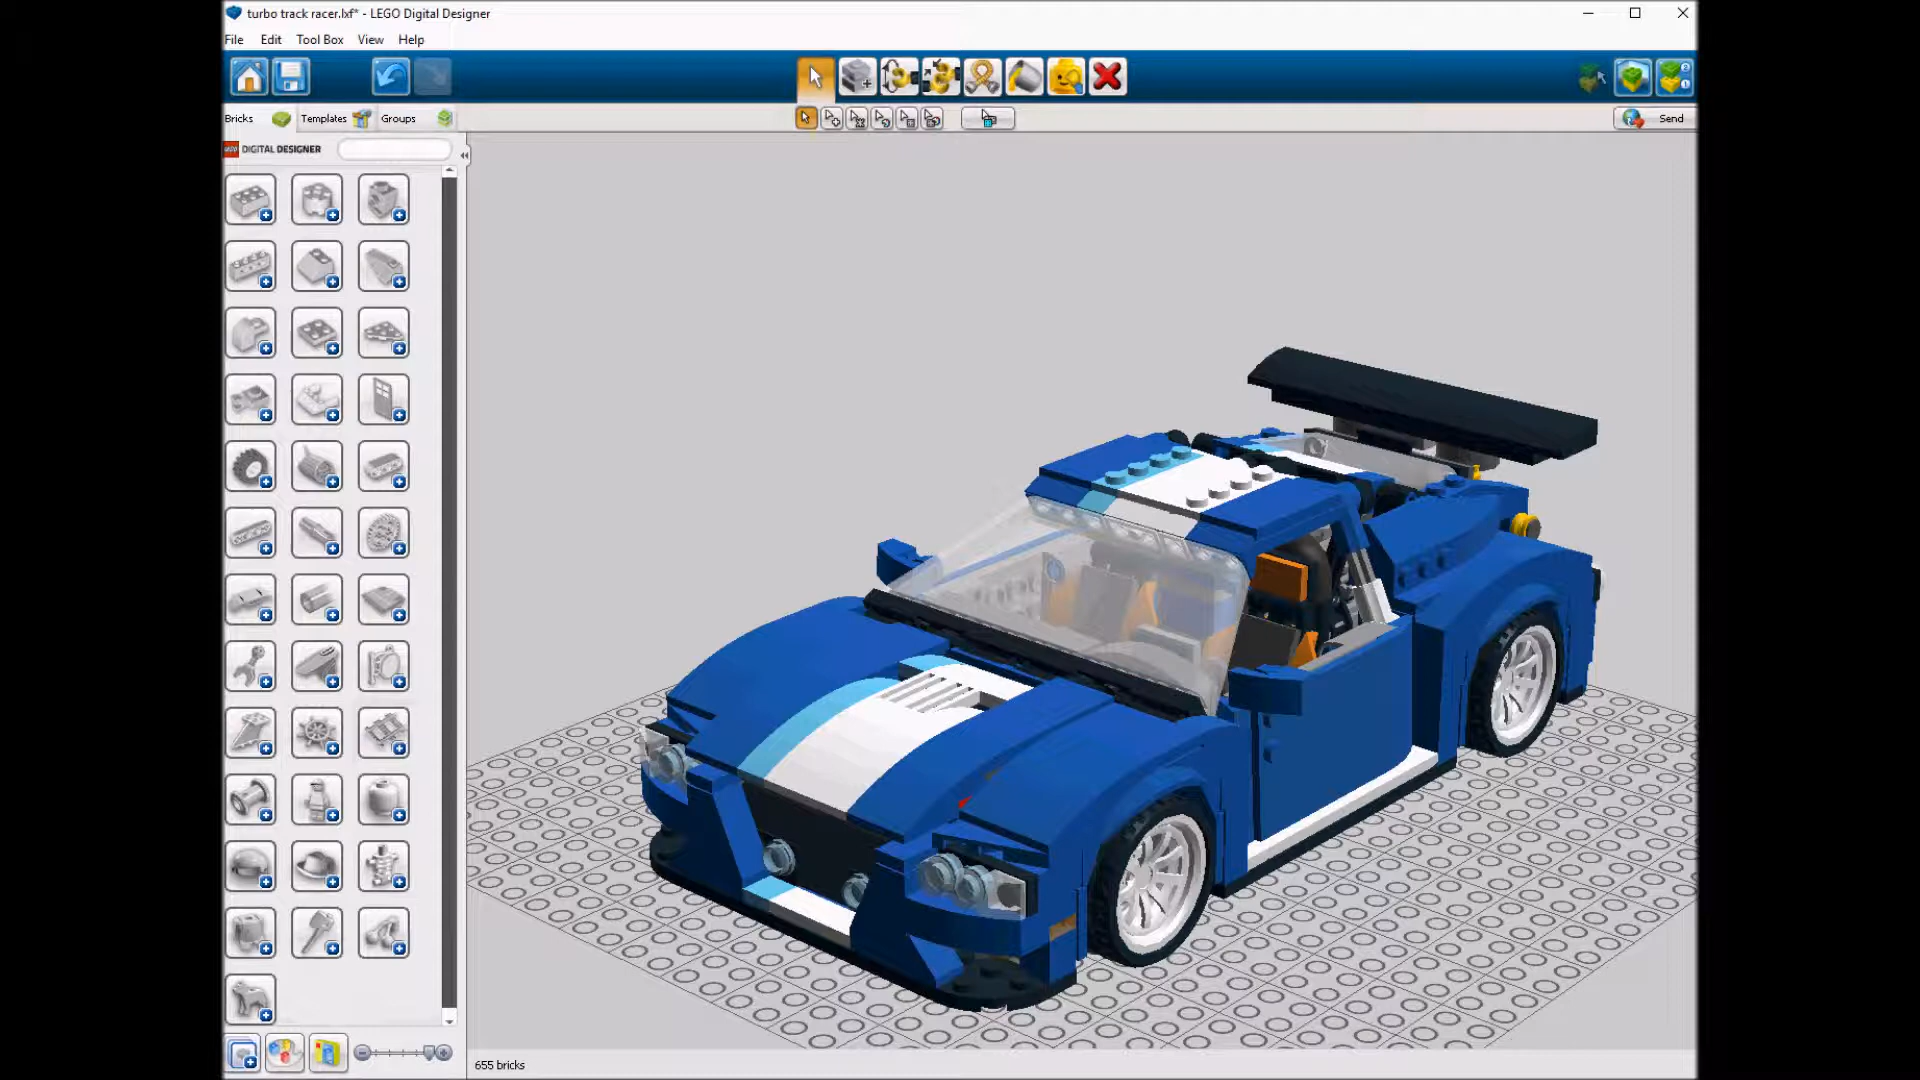 turbo track racer.lxf* - LEGO Digital Designer
File Edit Tool Box View Help
Bricks Templates Groups
Send
LEGO DIGITAL DESIGNER
655 bricks